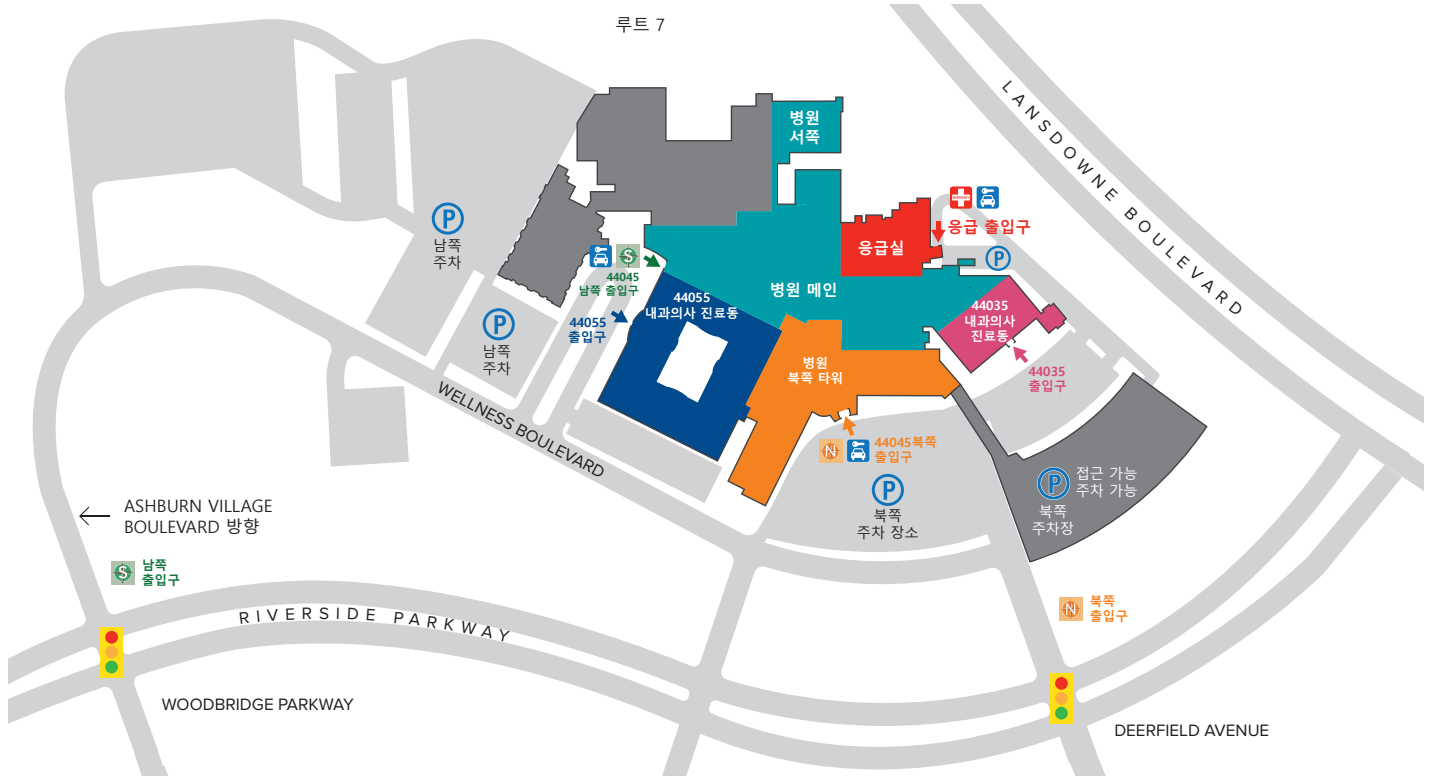 루트 7
LANSDOWNE BOULEVARD
병원
서쪽
응급 출입구
응급실
P
P
남쪽
주차
S
44045
남쪽 출입구
병원 메인
44055
내과의사 진료동
44055
출입구
44035
내과의사
진료동
44035
출입구
P
남쪽
주차
병원
북쪽 타워
WELLNESS BOULEVARD
N
44045북쪽
출입구
P
북쪽
주차 장소
P
접근 가능
주차 가능
북쪽
주차장
ASHBURN VILLAGE
BOULEVARD 방향
S
남쪽
출입구
N
북쪽
출입구
RIVERSIDE PARKWAY
WOODBRIDGE PARKWAY
DEERFIELD AVENUE